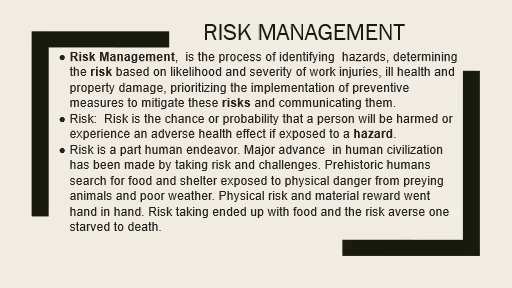 RISK MANAGEMENT
● Risk Management,  is the process of identifying  hazards, determining
the risk based on likelihood and severity of work injuries, ill health and
property damage, prioritizing the implementation of preventive
measures to mitigate these risks and communicating them.
● Risk:  Risk is the chance or probability that a person will be harmed or
experience an adverse health effect if exposed to a hazard.
● Risk is a part human endeavor. Major advance  in human civilization
has been made by taking risk and challenges. Prehistoric humans
search for food and shelter exposed to physical danger from preying
animals and poor weather. Physical risk and material reward went
hand in hand. Risk taking ended up with food and the risk averse one
starved to death.